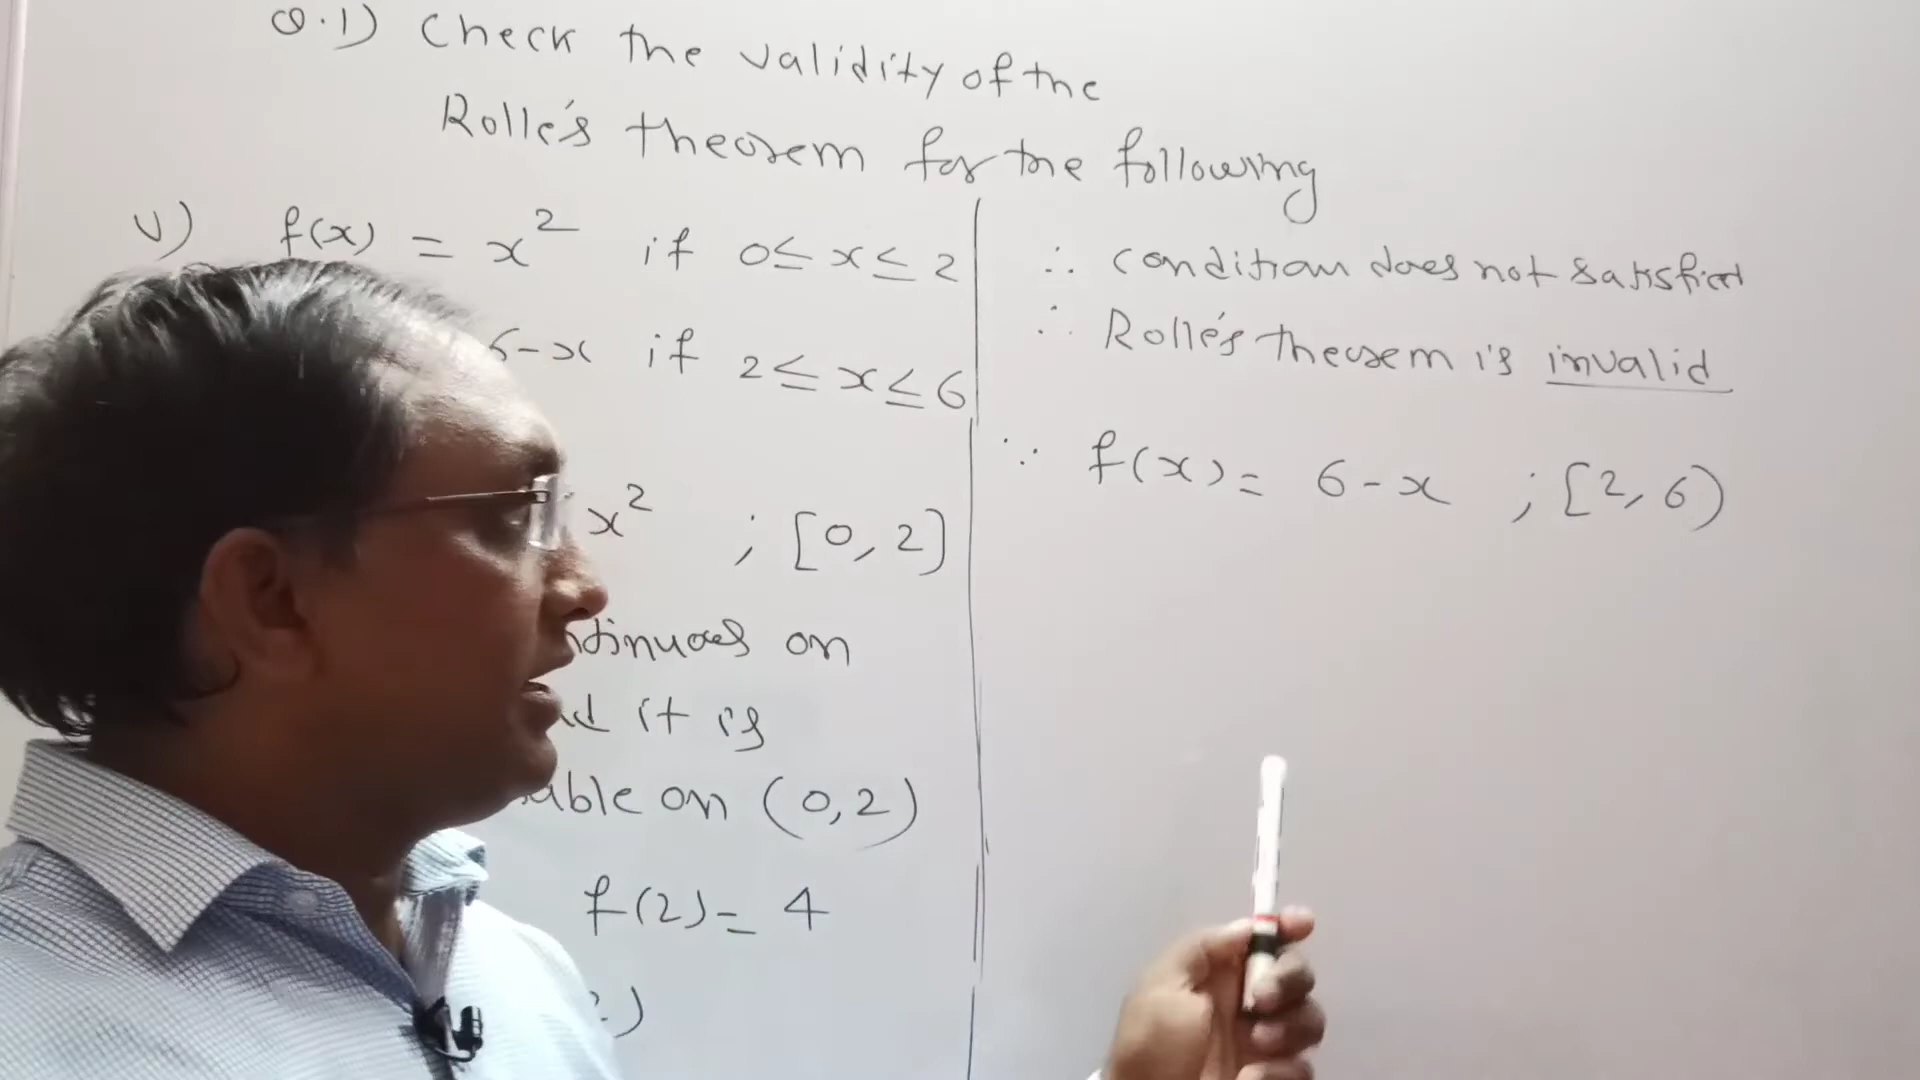 Q.1) Check the validity of the
Rolle's theorem for the following
v) f(x) = x² if 0 ≤ x ≤ 2
6-x if 2 ≤ x ≤ 6
x² ; [0, 2]
on
it is
on (0,2)
f(2) = 4
2)
∴ condition does not satisfied
∴ Rolle's theorem is invalid
∵ f(x) = 6-x ; [2, 6)